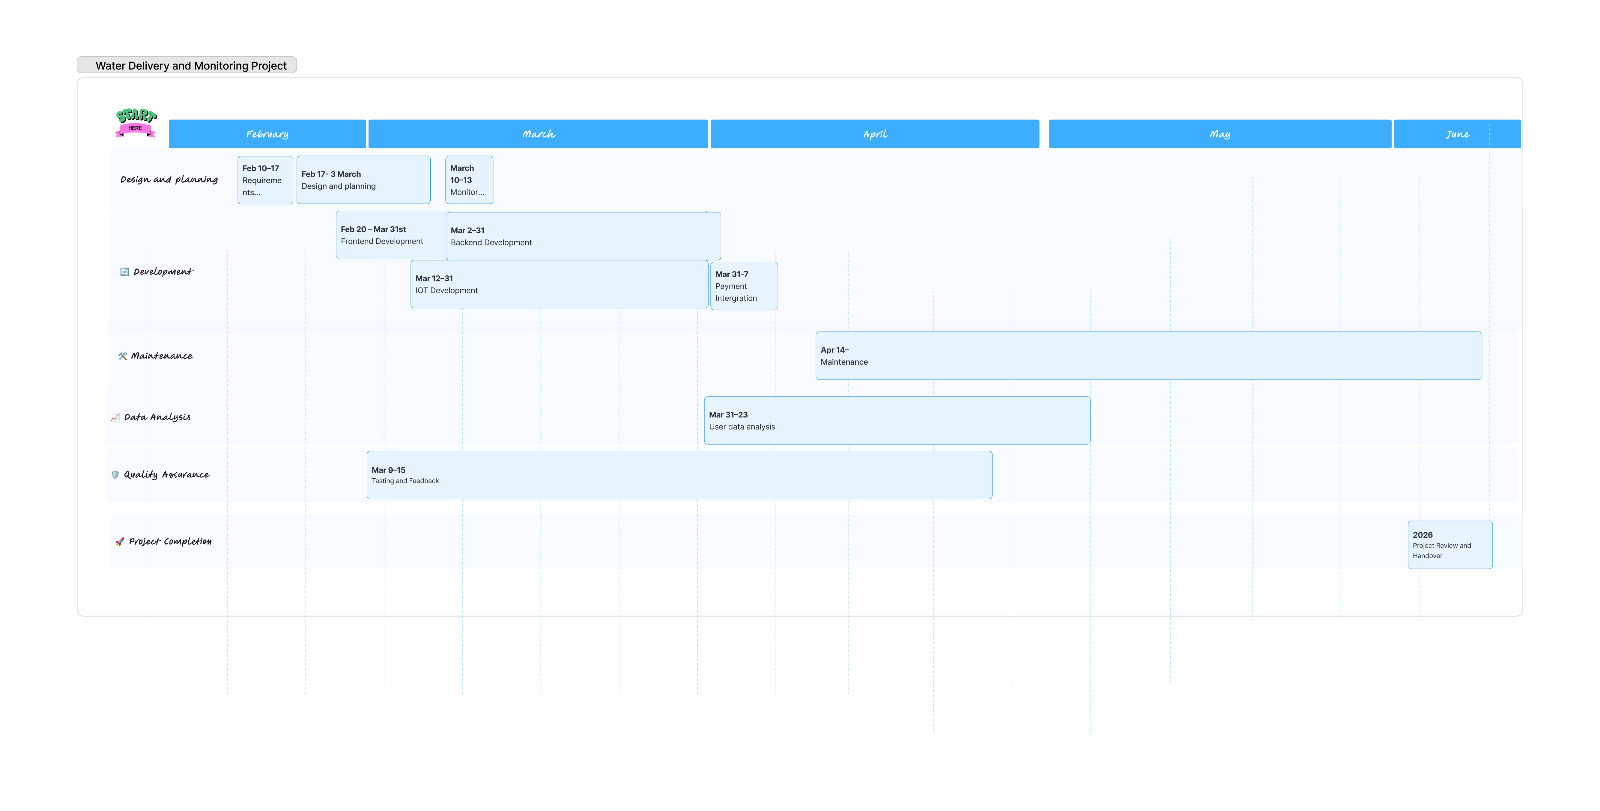 Water Delivery and Monitoring Project
START
HERE
February
March
April
May
June
Design and planning
Feb 10–17
Requireme
nts...
Feb 17- 3 March
Design and planning
March
10–13
Monitor...
Feb 20 – Mar 31st
Frontend Development
Mar 2–31
Backend Development
🔄 Development
Mar 12–31
IOT Development
Mar 31-7
Payment
Intergration
🛠️ Maintenance
Apr 14–
Maintenance
📈 Data Analysis
Mar 31–23
User data analysis
🛡️ Quality Assurance
Mar 9–15
Testing and Feedback
🚀 Project Completion
2026
Project Review and
Handover